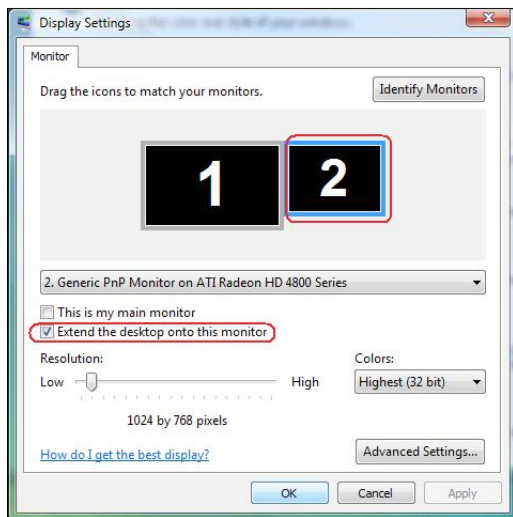 Display Settings
Monitor
Drag the icons to match your monitors.
Identify Monitors
1
2
2. Generic PnP Monitor on ATI Radeon HD 4800 Series
This is my main monitor
Extend the desktop onto this monitor
Resolution:
Colors:
Low
High
Highest (32 bit)
1024 by 768 pixels
How do I get the best display?
Advanced Settings...
OK
Cancel
Apply